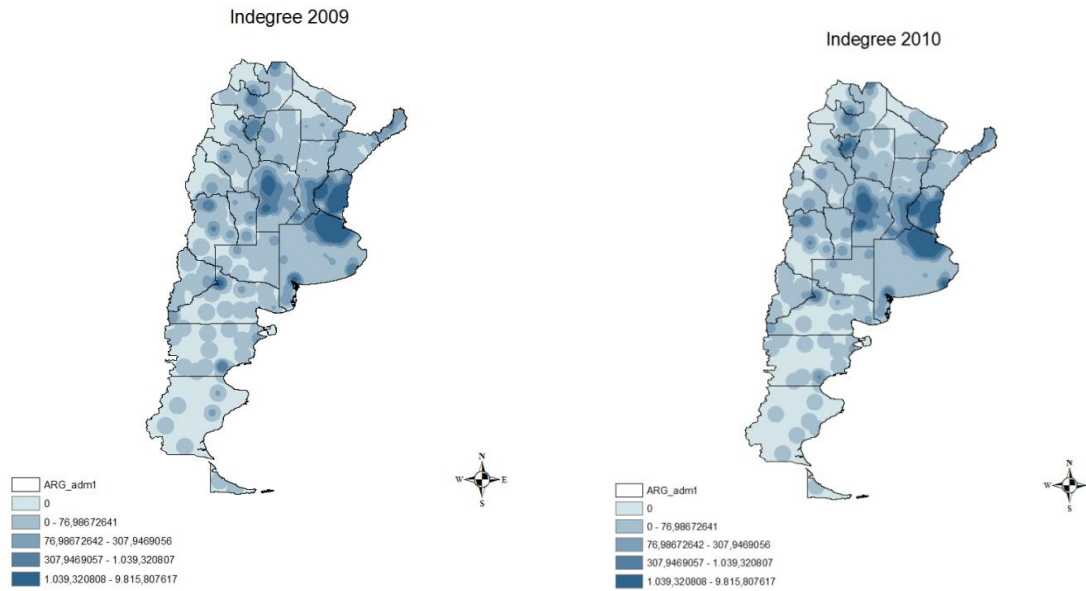 Indegree 2009
N
W
E
S
ARG_adm1
0
0 - 76,98672641
76,98672642 - 307,9469056
307,9469057 - 1.039,320807
1.039,320808 - 9.815,807617
Indegree 2010
N
W
E
S
ARG_adm1
0
0 - 76,98672641
76,98672642 - 307,9469056
307,9469057 - 1.039,320807
1.039,320808 - 9.815,807617